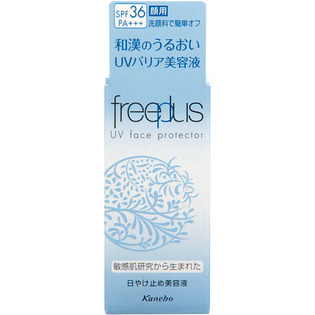 SPF36
PA+++
顔用
洗顔料で簡単オフ
和漢のうるおい
UVバリア美容液
freeplus
UV face protector
敏感肌研究から生まれた
日やけ止め美容液
Kanebo